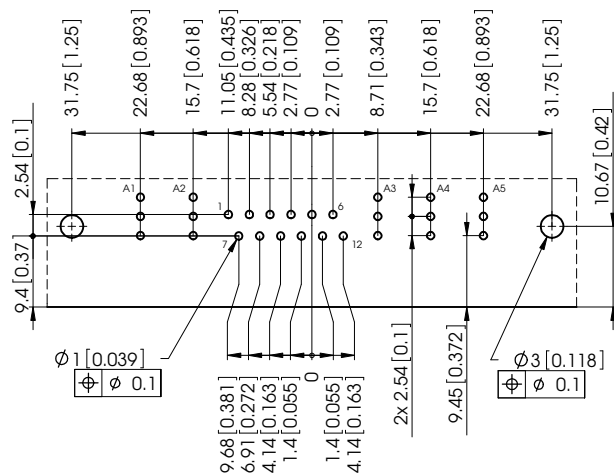 31.75 [1.25]
22.68 [0.893]
15.7 [0.618]
11.05 [0.435]
8.28 [0.326]
5.54 [0.218]
2.77 [0.109]
0
2.77 [0.109]
8.71 [0.343]
15.7 [0.618]
22.68 [0.893]
31.75 [1.25]
2.54 [0.1]
10.67 [0.42]
A1
A2
A3
A4
A5
1
6
7
12
9.4 [0.37
Ø1 [0.039]
⌖ Ø 0.1
9.68 [0.381]
6.91 [0.272]
4.14 [0.163]
1.4 [0.055]
0
1.4 [0.055]
4.14 [0.163]
2x 2.54 [0.1]
9.45 [0.372]
Ø3 [0.118]
⌖ Ø 0.1